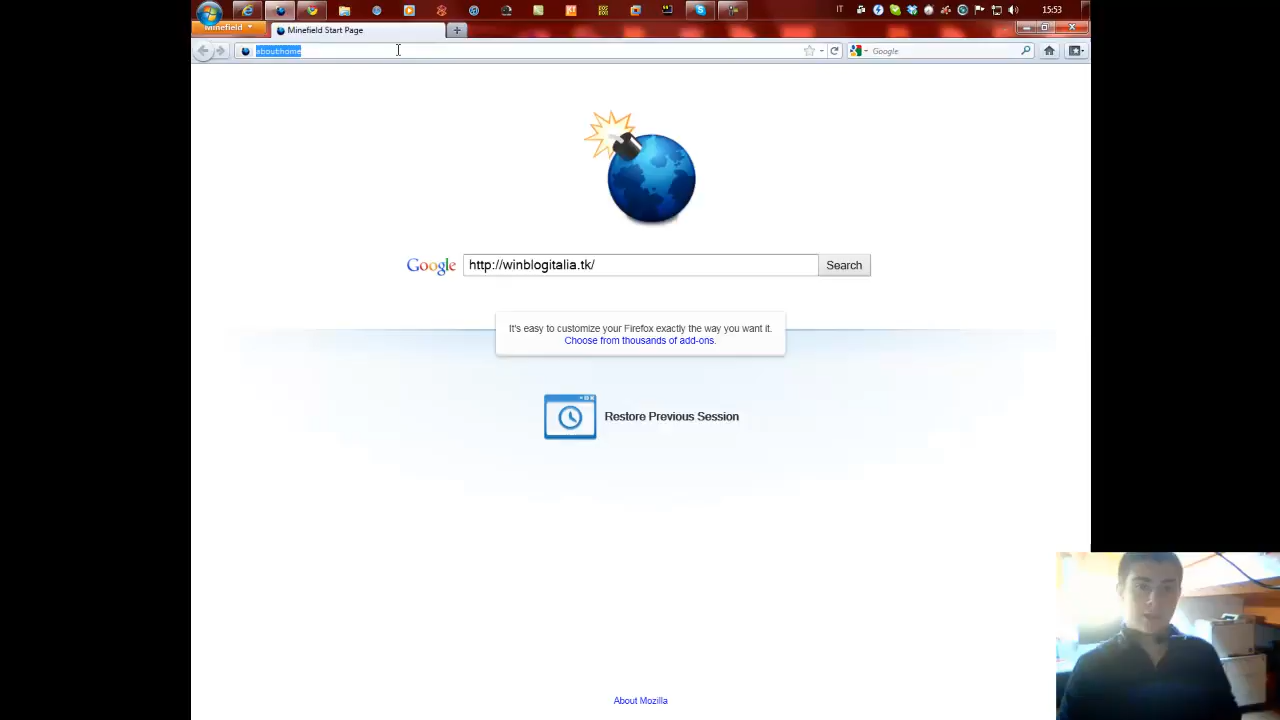 IT
15:53
Minefield
Minefield Start Page
about:home
Google
Google
http://winblogitalia.tk/
Search
It's easy to customize your Firefox exactly the way you want it.
Choose from thousands of add-ons.
Restore Previous Session
About Mozilla